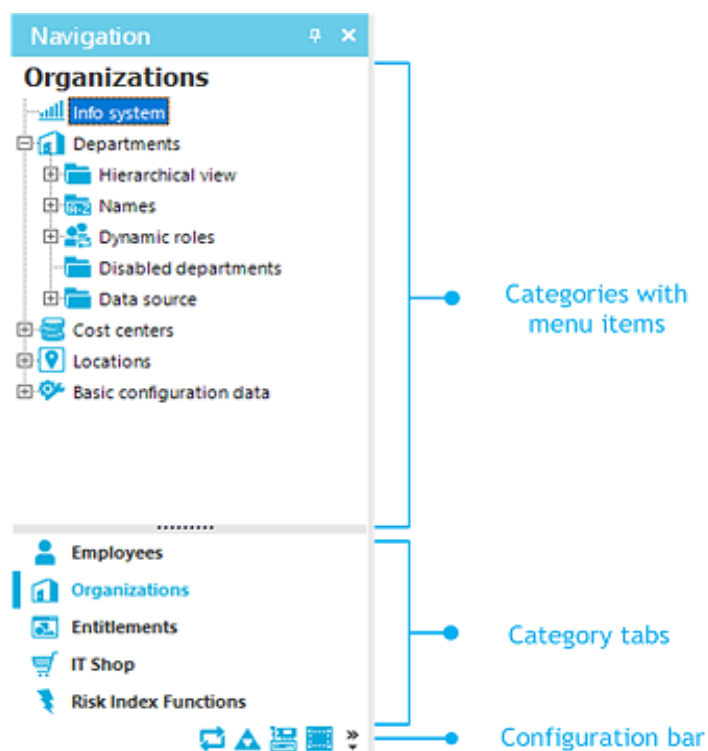 Navigation
Organizations
Info system
Departments
Hierarchical view
Names
Dynamic roles
Disabled departments
Data source
Cost centers
Locations
Basic configuration data
Categories with
menu items
Employees
Organizations
Entitlements
IT Shop
Risk Index Functions
Category tabs
Configuration bar